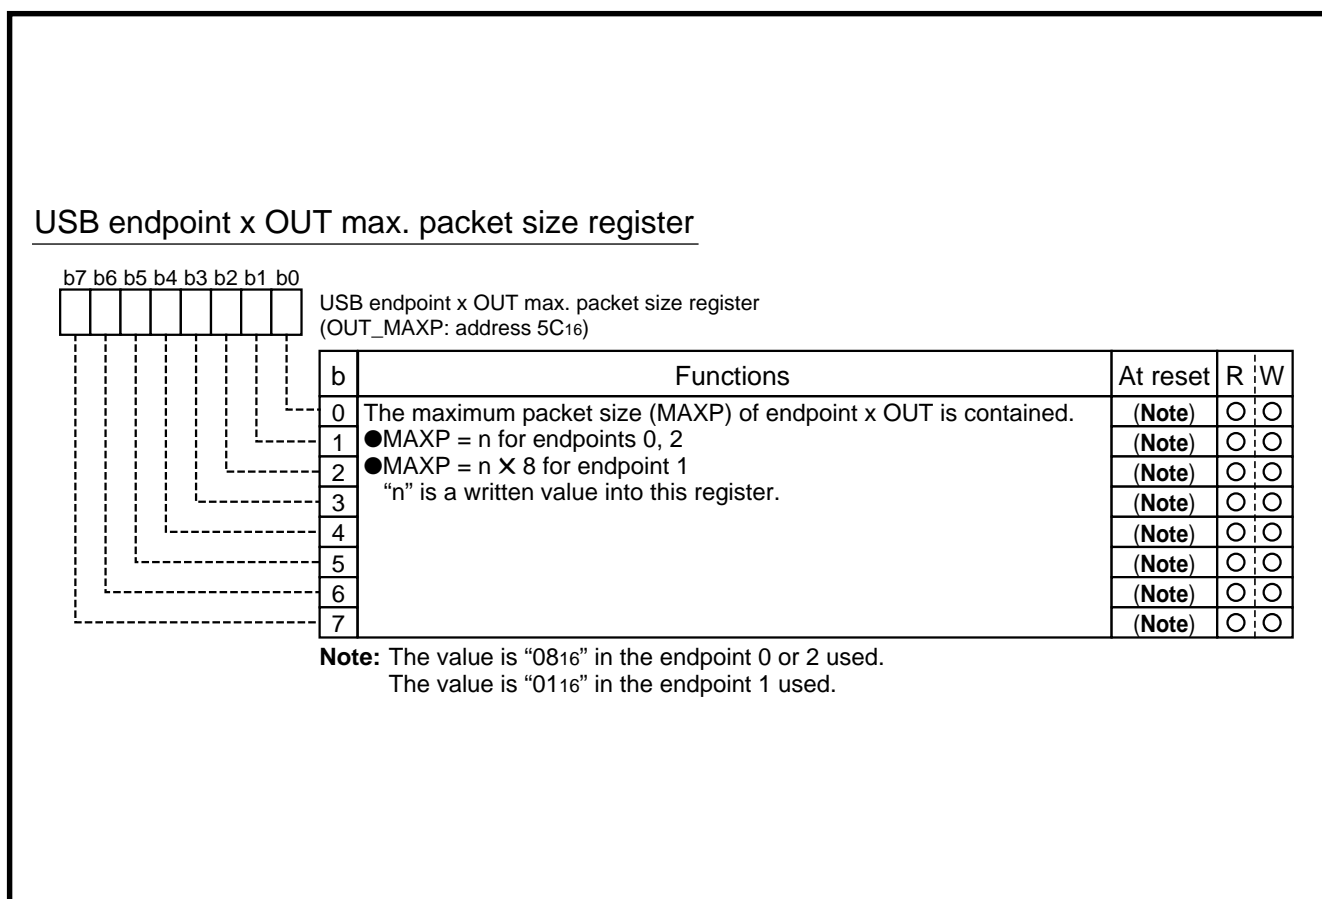 USB endpoint x OUT max. packet size register
b7 b6 b5 b4 b3 b2 b1 b0
USB endpoint x OUT max. packet size register
(OUT_MAXP: address 5C16)
b Functions At reset R W
0 The maximum packet size (MAXP) of endpoint x OUT is contained. (Note) O O
1 ●MAXP = n for endpoints 0, 2 (Note) O O
2 ●MAXP = n X 8 for endpoint 1 (Note) O O
3 “n” is a written value into this register. (Note) O O
4 (Note) O O
5 (Note) O O
6 (Note) O O
7 (Note) O O
Note: The value is “0816” in the endpoint 0 or 2 used.
The value is “0116” in the endpoint 1 used.